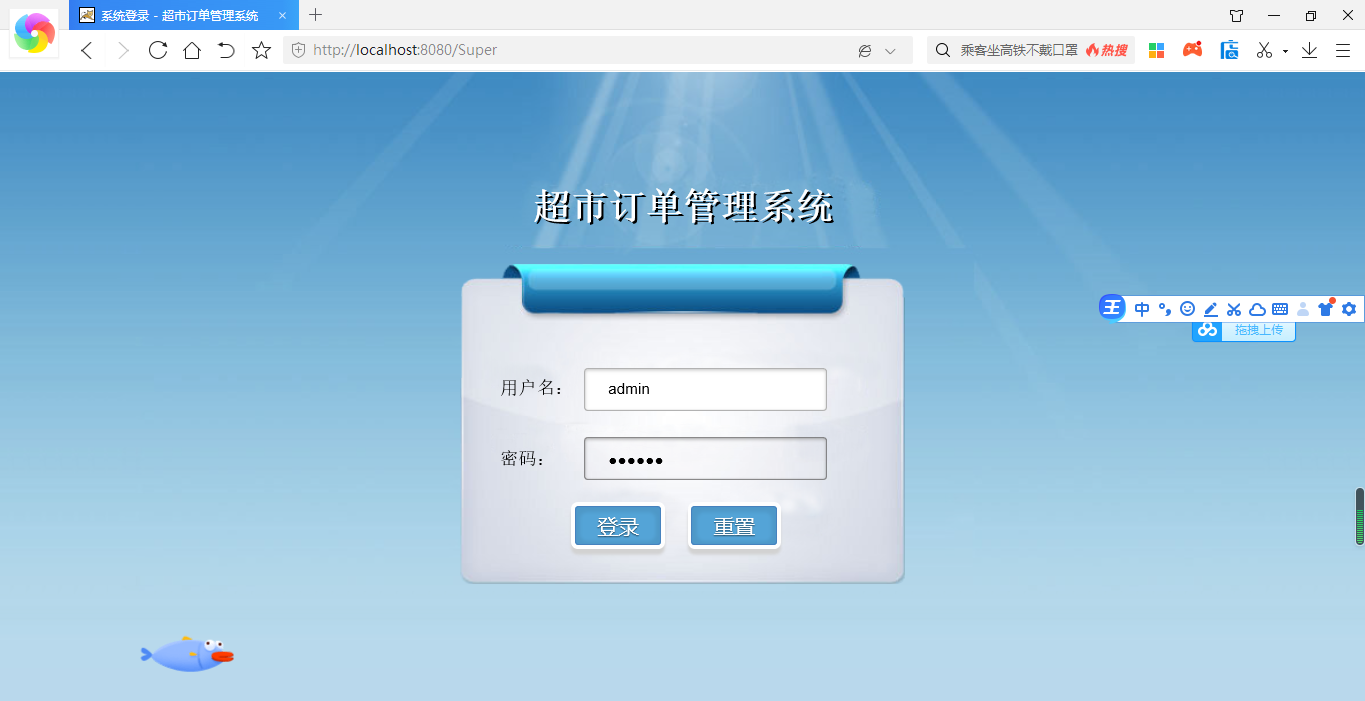 系统登录 - 超市订单管理系统
http://localhost:8080/Super
乘客坐高铁不戴口罩 热搜
超市订单管理系统
王 中
拖拽上传
用户名： admin
密码： ••••••
登录 重置